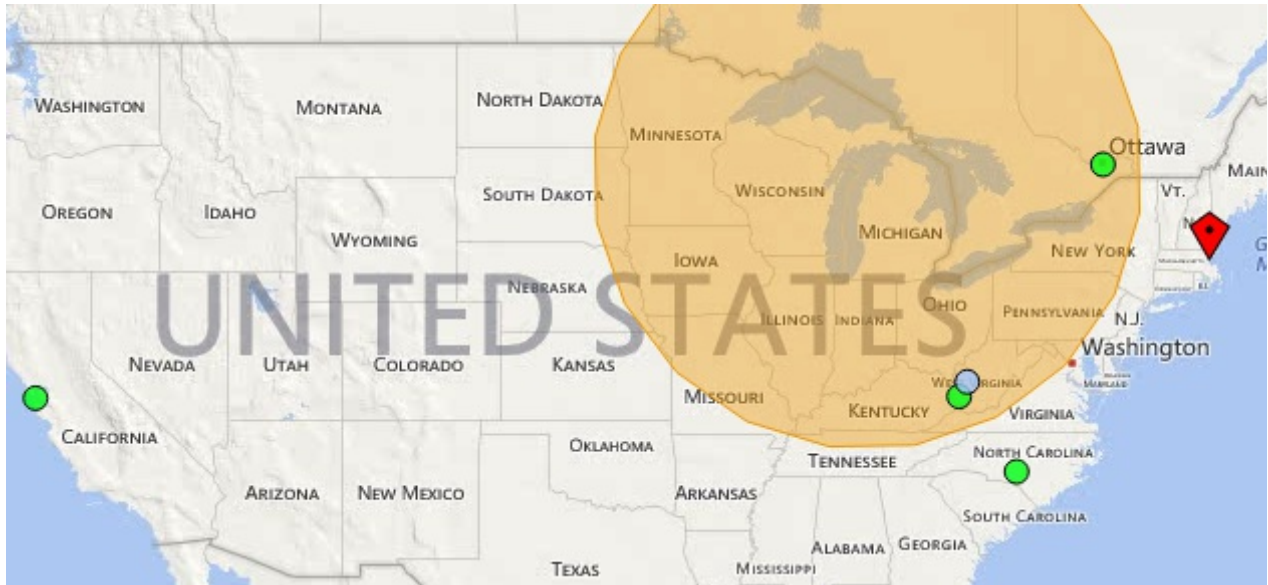 WASHINGTON
MONTANA
NORTH DAKOTA
MINNESOTA
Ottawa
MAIN
VT.
OREGON
IDAHO
SOUTH DAKOTA
WISCONSIN
WYOMING
MICHIGAN
NEW YORK
IOWA
NEBRASKA
UNITED STATES
OHIO
PENNSYLVANIA
ILLINOIS
INDIANA
N.J.
NEVADA
UTAH
COLORADO
KANSAS
Washington
MISSOURI
MARYLAND
KENTUCKY
VIRGINIA
CALIFORNIA
OKLAHOMA
TENNESSEE
NORTH CAROLINA
ARIZONA
NEW MEXICO
ARKANSAS
SOUTH CAROLINA
ALABAMA
GEORGIA
TEXAS
MISSISSIPPI